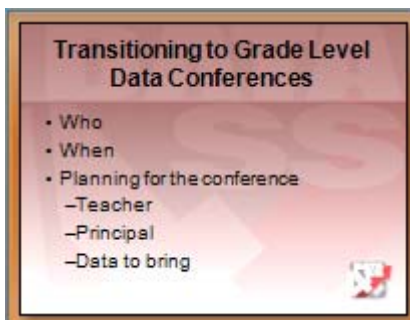 Transitioning to Grade Level
Data Conferences
• Who
• When
• Planning for the conference
–Teacher
–Principal
–Data to bring